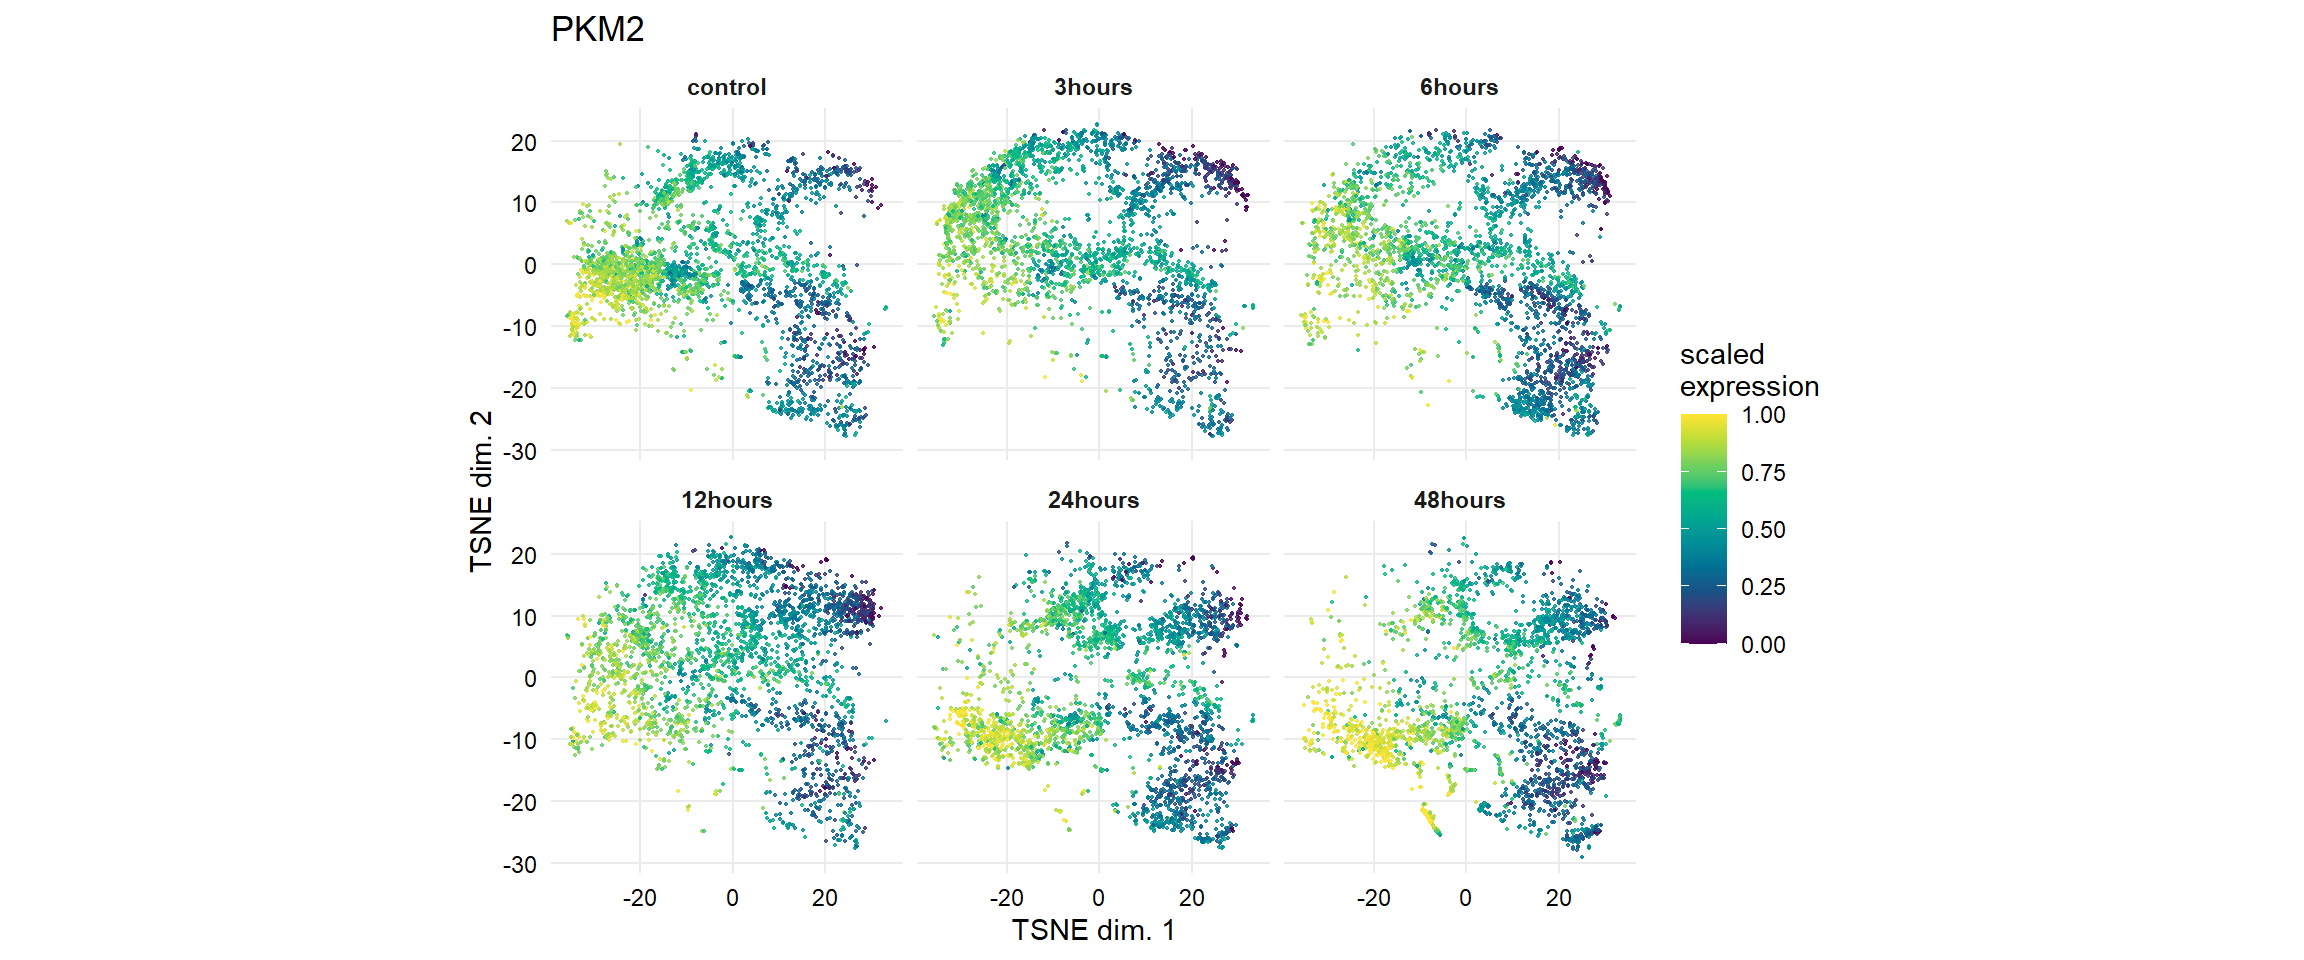 PKM2
control
3hours
6hours
20
10
0
-10
-20
-30
12hours
24hours
48hours
20
10
0
-10
-20
-30
-20 0 20
-20 0 20
-20 0 20
TSNE dim. 1
TSNE dim. 2
scaled
expression
1.00
0.75
0.50
0.25
0.00